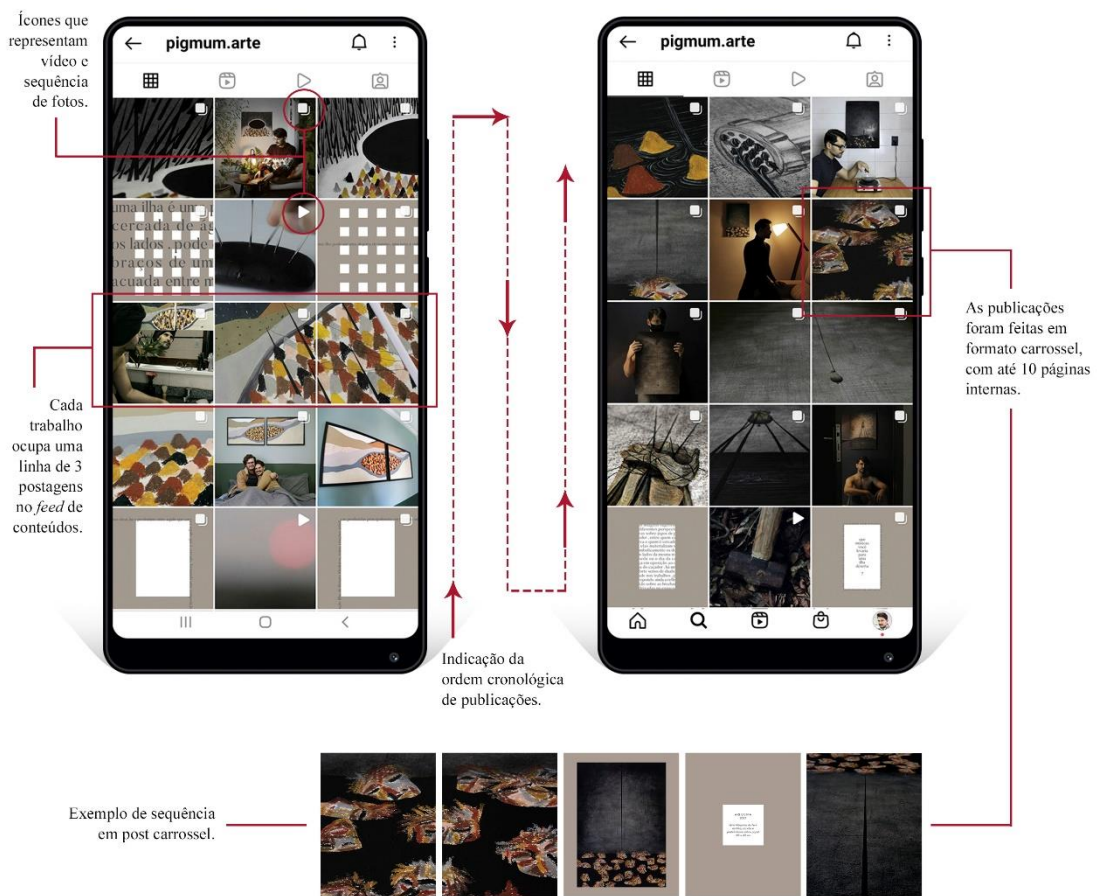 Ícones que
representam
vídeo e
sequência
de fotos.
pigmum.arte
uma ilha é um
cercada de
os lados, pode
braços de um
acuada entre
Cada
trabalho
ocupa uma
linha de 3
postagens
no feed de
conteúdos.
Indicação da
ordem cronológica
de publicações.
pigmum.arte
As publicações
foram feitas em
formato carrossel,
com até 10 páginas
internas.
Exemplo de sequência
em post carrossel.